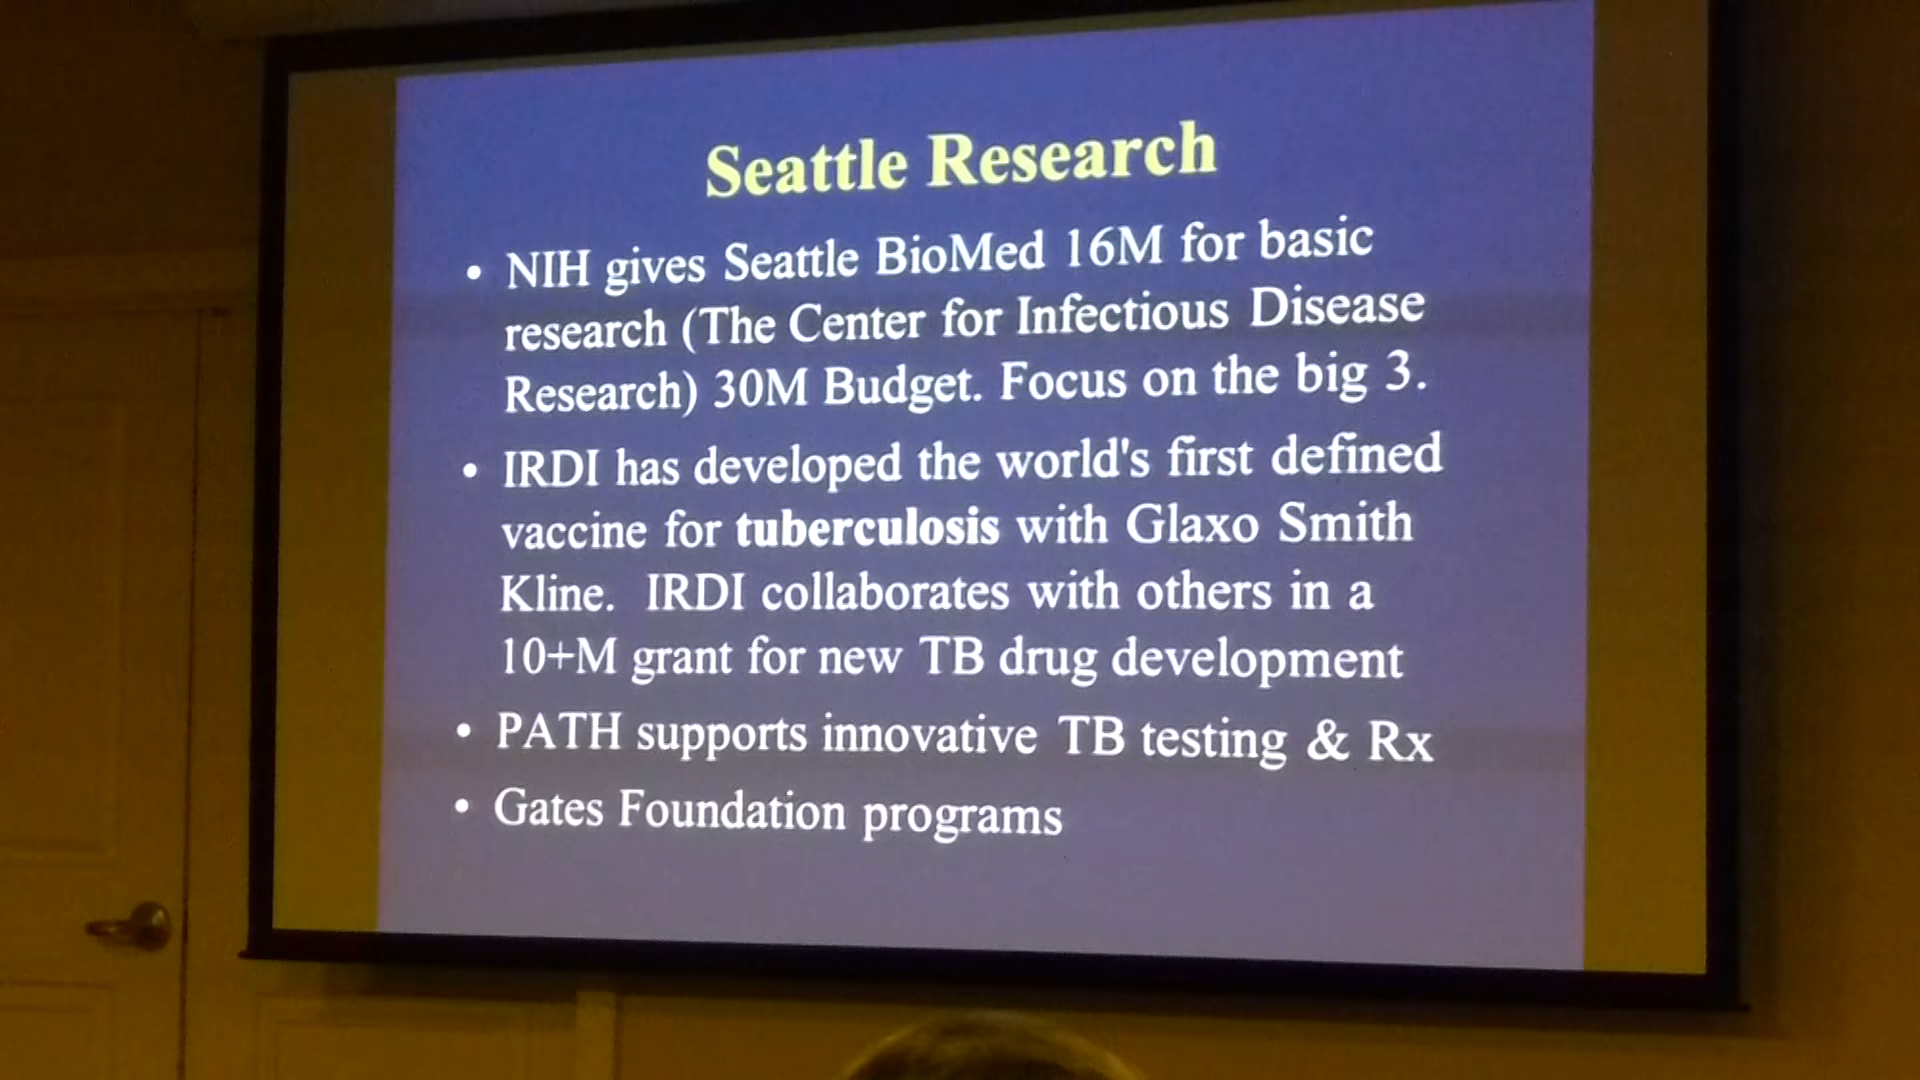 Seattle Research
• NIH gives Seattle BioMed 16M for basic
research (The Center for Infectious Disease
Research) 30M Budget. Focus on the big 3.
• IRDI has developed the world's first defined
vaccine for tuberculosis with Glaxo Smith
Kline. IRDI collaborates with others in a
10+M grant for new TB drug development
• PATH supports innovative TB testing & Rx
• Gates Foundation programs